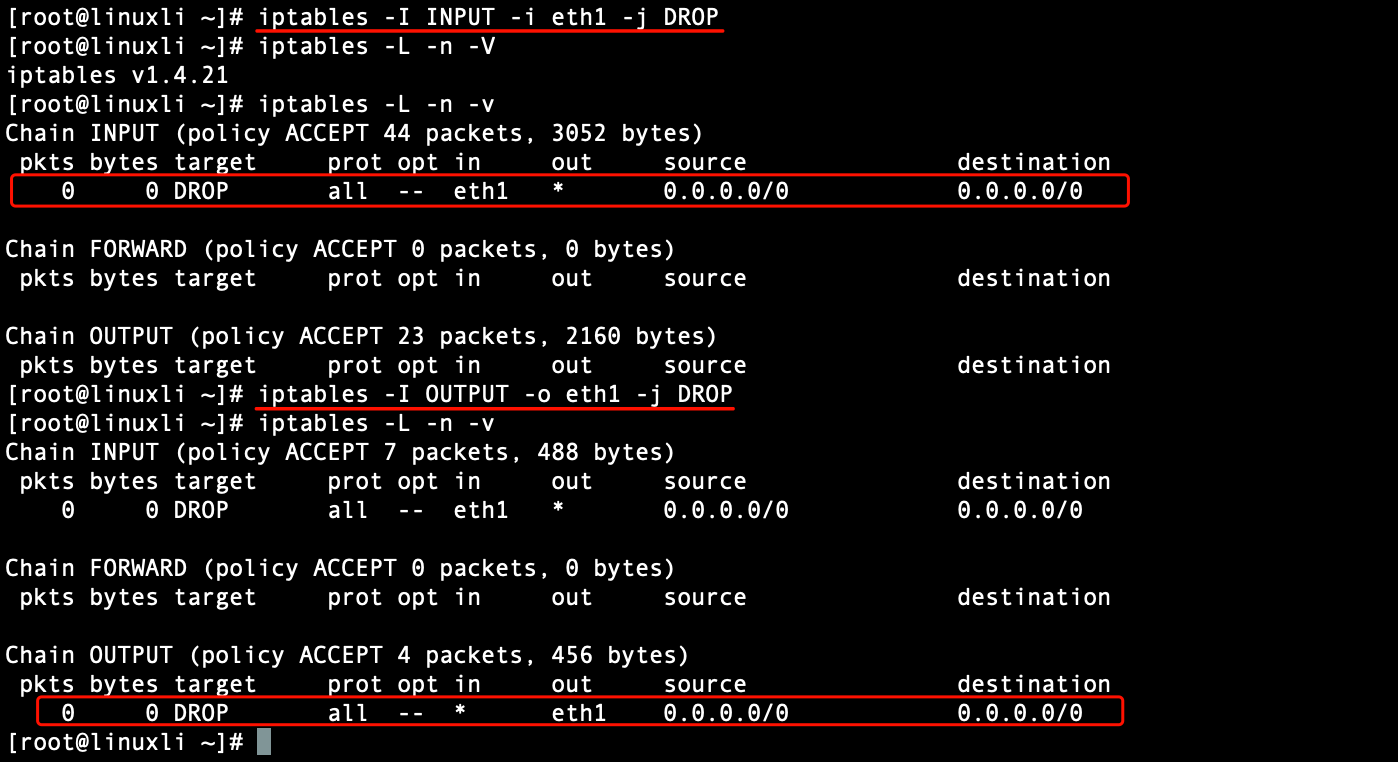 [root@linuxli ~]# iptables -I INPUT -i eth1 -j DROP
[root@linuxli ~]# iptables -L -n -V
iptables v1.4.21
[root@linuxli ~]# iptables -L -n -v
Chain INPUT (policy ACCEPT 44 packets, 3052 bytes)
 pkts bytes target     prot opt in     out     source               destination
    0     0 DROP       all  --  eth1   *       0.0.0.0/0            0.0.0.0/0

Chain FORWARD (policy ACCEPT 0 packets, 0 bytes)
 pkts bytes target     prot opt in     out     source               destination

Chain OUTPUT (policy ACCEPT 23 packets, 2160 bytes)
 pkts bytes target     prot opt in     out     source               destination
[root@linuxli ~]# iptables -I OUTPUT -o eth1 -j DROP
[root@linuxli ~]# iptables -L -n -v
Chain INPUT (policy ACCEPT 7 packets, 488 bytes)
 pkts bytes target     prot opt in     out     source               destination
    0     0 DROP       all  --  eth1   *       0.0.0.0/0            0.0.0.0/0

Chain FORWARD (policy ACCEPT 0 packets, 0 bytes)
 pkts bytes target     prot opt in     out     source               destination

Chain OUTPUT (policy ACCEPT 4 packets, 456 bytes)
 pkts bytes target     prot opt in     out     source               destination
    0     0 DROP       all  --  *      eth1    0.0.0.0/0            0.0.0.0/0
[root@linuxli ~]#